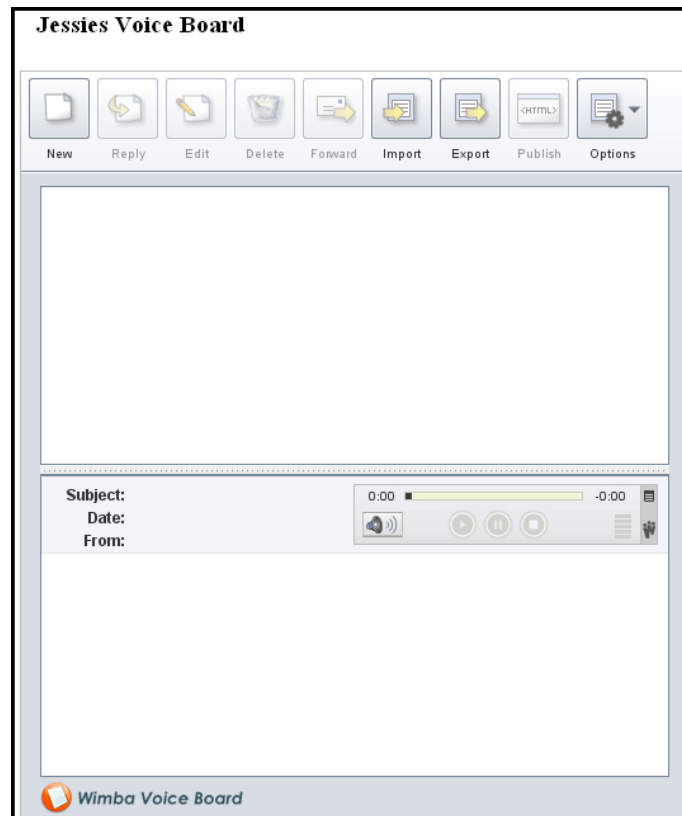 Jessies Voice Board
<HTML>
New Reply Edit Delete Forward Import Export Publish Options
Subject: 0:00 -0:00
Date:
From:
Wimba Voice Board